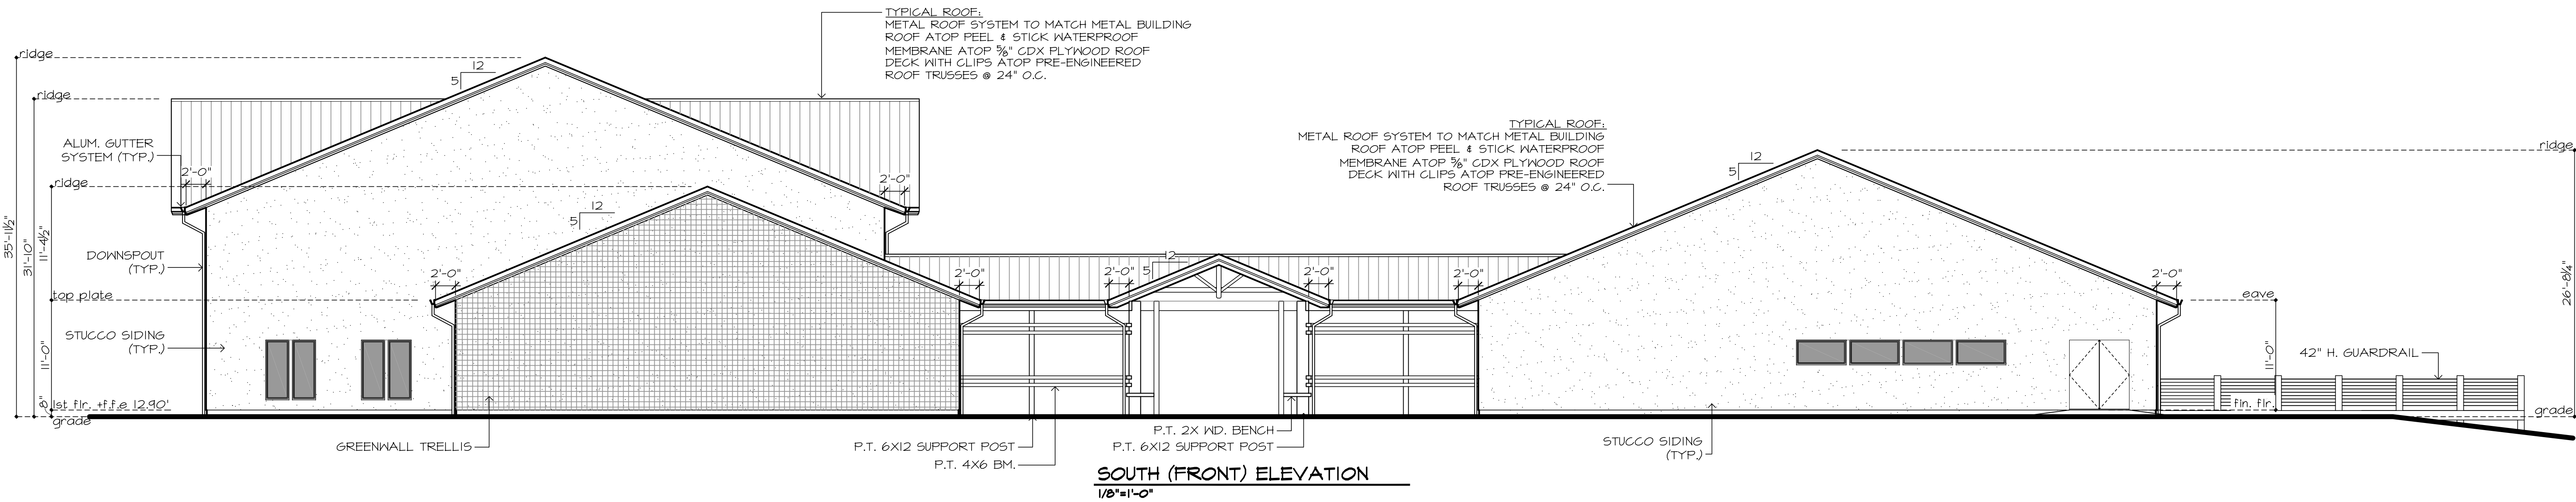 TYPICAL ROOF:
METAL ROOF SYSTEM TO MATCH METAL BUILDING
ROOF ATOP PEEL & STICK WATERPROOF
MEMBRANE ATOP ⅝" CDX PLYWOOD ROOF
DECK WITH CLIPS ATOP PRE-ENGINEERED
ROOF TRUSSES @ 24" O.C.
ridge
12
5
ridge
ALUM. GUTTER
SYSTEM (TYP.)
2'-0"
2'-0"
ridge
12
5
35'-11½"
31'-10"
11'-4½"
DOWNSPOUT
(TYP.)
2'-0"
top plate
STUCCO SIDING
(TYP.)
11'-0"
8"
1st flr. +f.f.e 12.90'
grade
GREENWALL TRELLIS
2'-0"
2'-0"
12
5
2'-0"
2'-0"
P.T. 6X12 SUPPORT POST
P.T. 4X6 BM.
P.T. 2X WD. BENCH
P.T. 6X12 SUPPORT POST
TYPICAL ROOF:
METAL ROOF SYSTEM TO MATCH METAL BUILDING
ROOF ATOP PEEL & STICK WATERPROOF
MEMBRANE ATOP ⅝" CDX PLYWOOD ROOF
DECK WITH CLIPS ATOP PRE-ENGINEERED
ROOF TRUSSES @ 24" O.C.
12
5
ridge
2'-0"
eave
26'-8¼"
11'-0"
42" H. GUARDRAIL
fin. flr.
grade
STUCCO SIDING
(TYP.)
SOUTH (FRONT) ELEVATION
1/8"=1'-0"